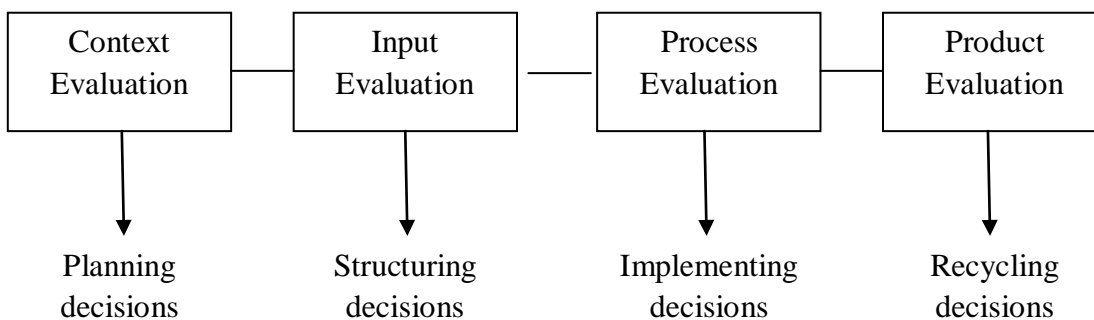 Context
Evaluation
Input
Evaluation
Process
Evaluation
Product
Evaluation
Planning
decisions
Structuring
decisions
Implementing
decisions
Recycling
decisions